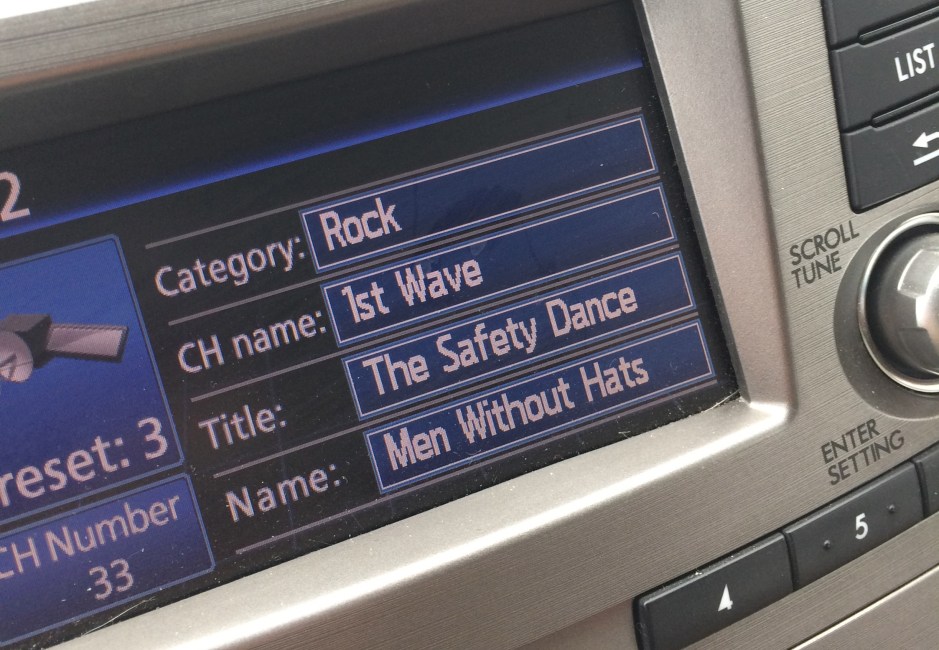 2
Category: Rock
CH name: 1st Wave
Title: The Safety Dance
Name: Men Without Hats
reset: 3
CH Number
33
LIST
SCROLL
TUNE
ENTER
SETTING
4
5